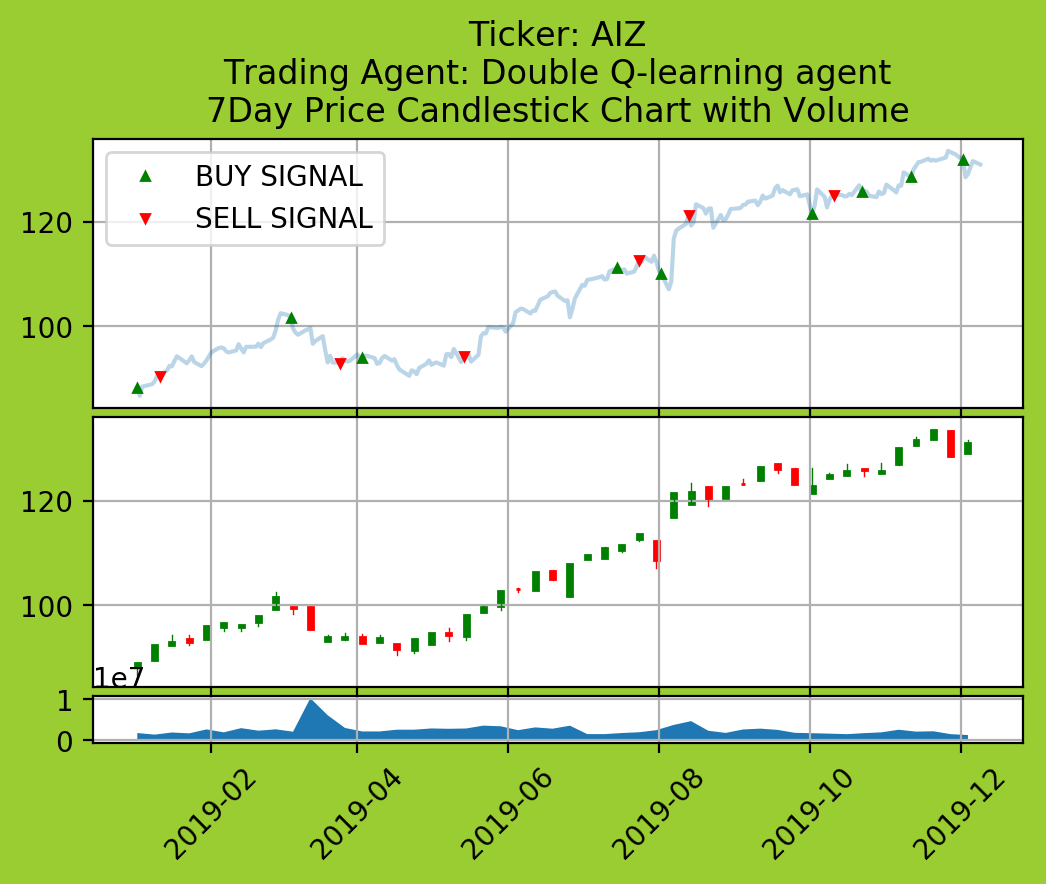 Ticker: AIZ
Trading Agent: Double Q-learning agent
7Day Price Candlestick Chart with Volume
BUY SIGNAL
SELL SIGNAL
120
100
120
100
1e7
1
0
2019-02
2019-04
2019-06
2019-08
2019-10
2019-12